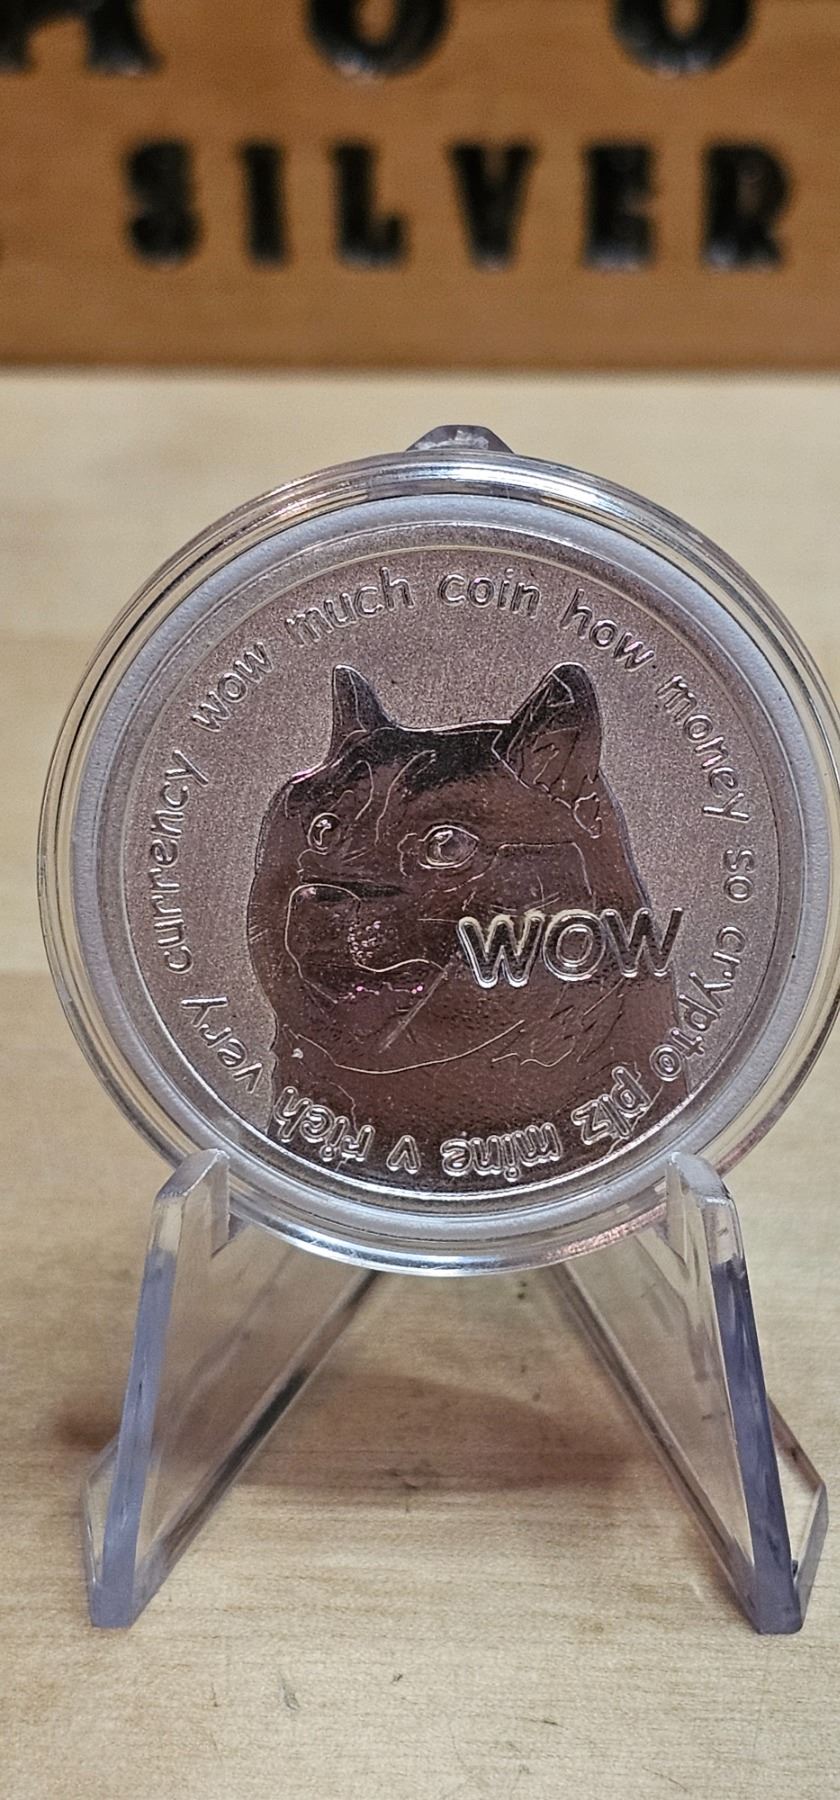 SILVER
very currency wow much coin how money so crypto plz mine v rich
WOW